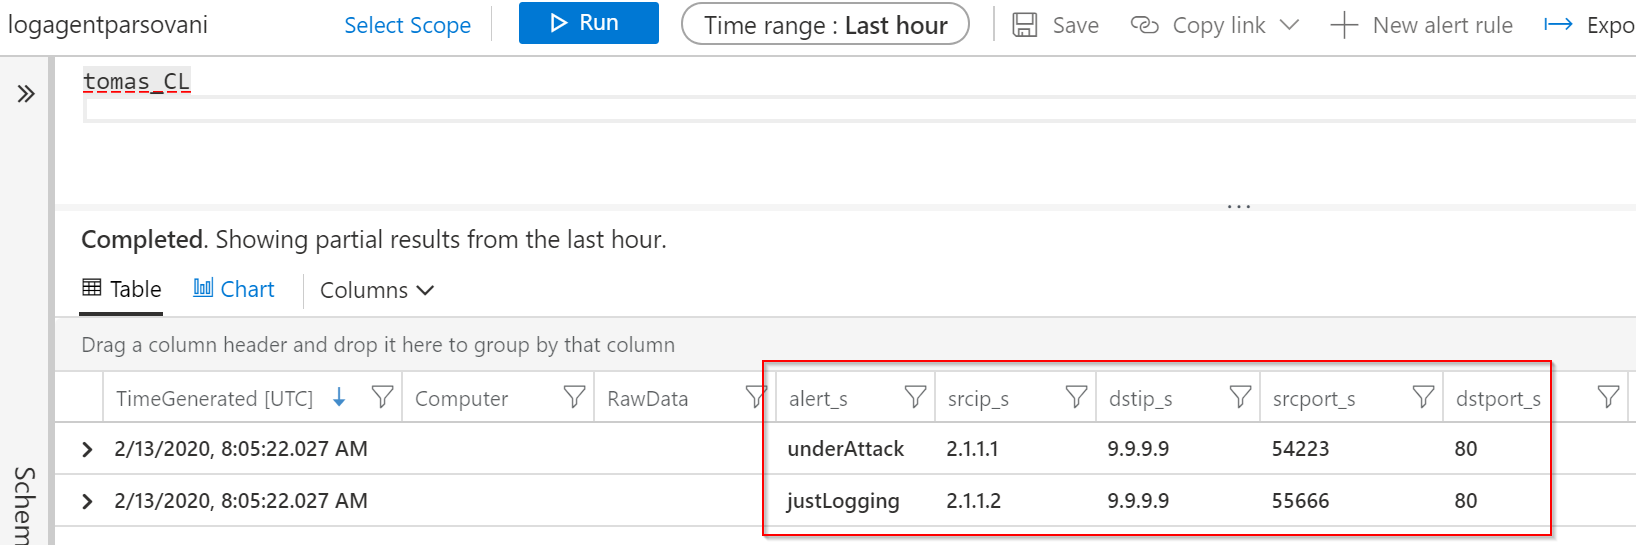 logagentparsovani Select Scope Run Time range : Last hour Save Copy link New alert rule Expo
tomas_CL
...
Completed. Showing partial results from the last hour.
Table Chart Columns
Drag a column header and drop it here to group by that column
TimeGenerated [UTC] Computer RawData alert_s srcip_s dstip_s srcport_s dstport_s
2/13/2020, 8:05:22.027 AM underAttack 2.1.1.1 9.9.9.9 54223 80
2/13/2020, 8:05:22.027 AM justLogging 2.1.1.2 9.9.9.9 55666 80
Schem